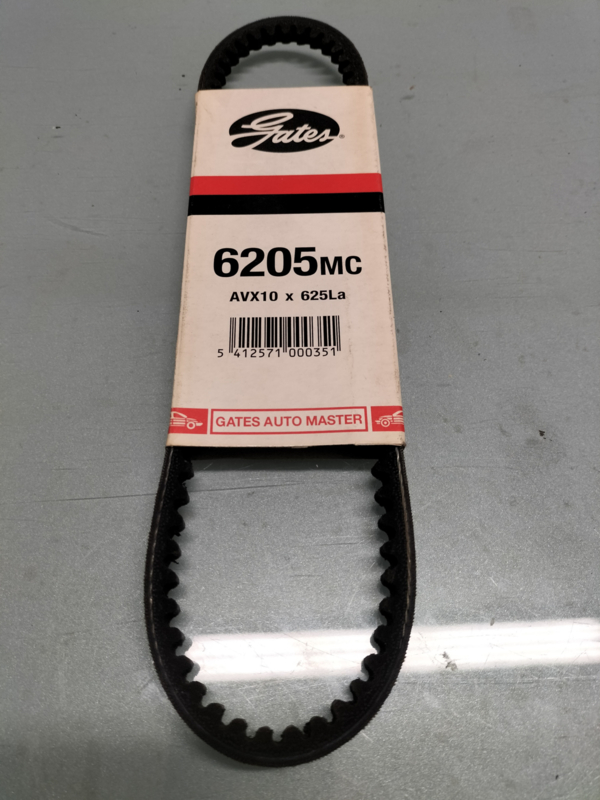 Gates®
6205MC
AVX10 x 625La
5 412571 000351
GATES AUTO MASTER